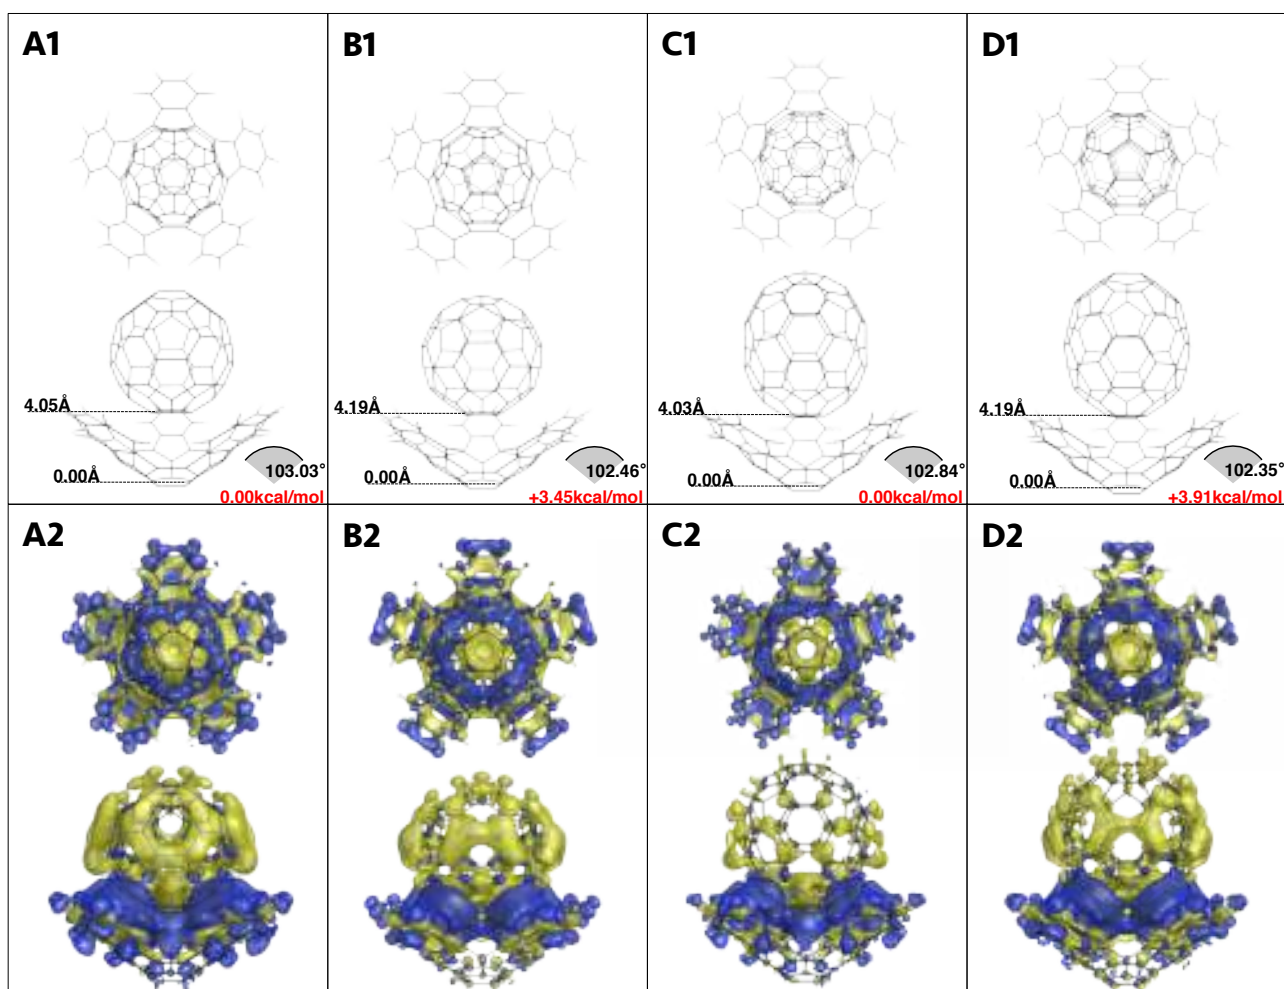 A1
B1
C1
D1
4.05Å
4.19Å
4.03Å
4.19Å
0.00Å
103.03°
0.00kcal/mol
0.00Å
102.46°
+3.45kcal/mol
0.00Å
102.84°
0.00kcal/mol
0.00Å
102.35°
+3.91kcal/mol
A2
B2
C2
D2